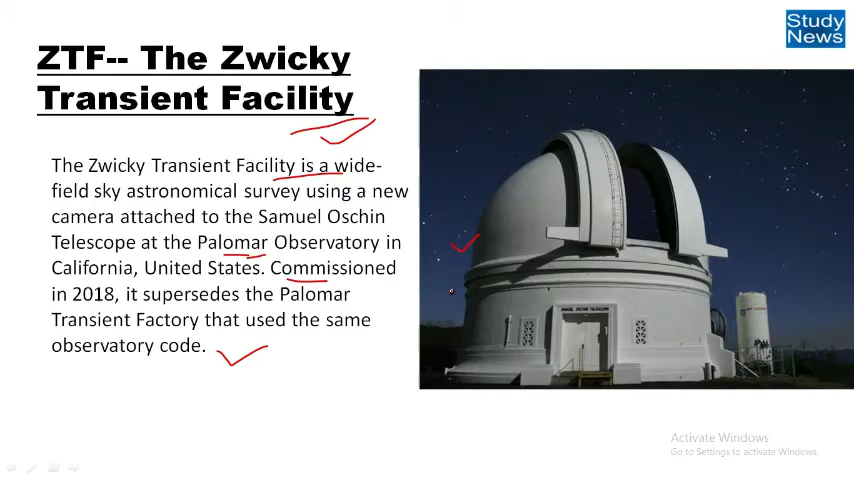 Study
News
ZTF-- The Zwicky
Transient Facility
The Zwicky Transient Facility is a wide-
field sky astronomical survey using a new
camera attached to the Samuel Oschin
Telescope at the Palomar Observatory in
California, United States. Commissioned
in 2018, it supersedes the Palomar
Transient Factory that used the same
observatory code.
SAMUEL OSCHIN TELESCOPE
Activate Windows
Go to Settings to activate Windows.